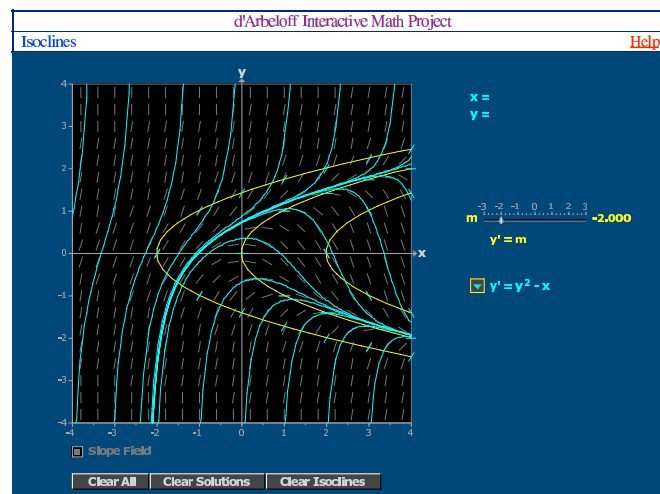 d'Arbeloff Interactive Math Project
Isoclines Help
y
4
3
2
1
0
-1
-2
-3
-4
-4 -3 -2 -1 0 1 2 3 4
x
x =
y =
-3 -2 -1 0 1 2 3
m -2.000
y' = m
y' = y² - x
Slope Field
Clear All Clear Solutions Clear Isoclines